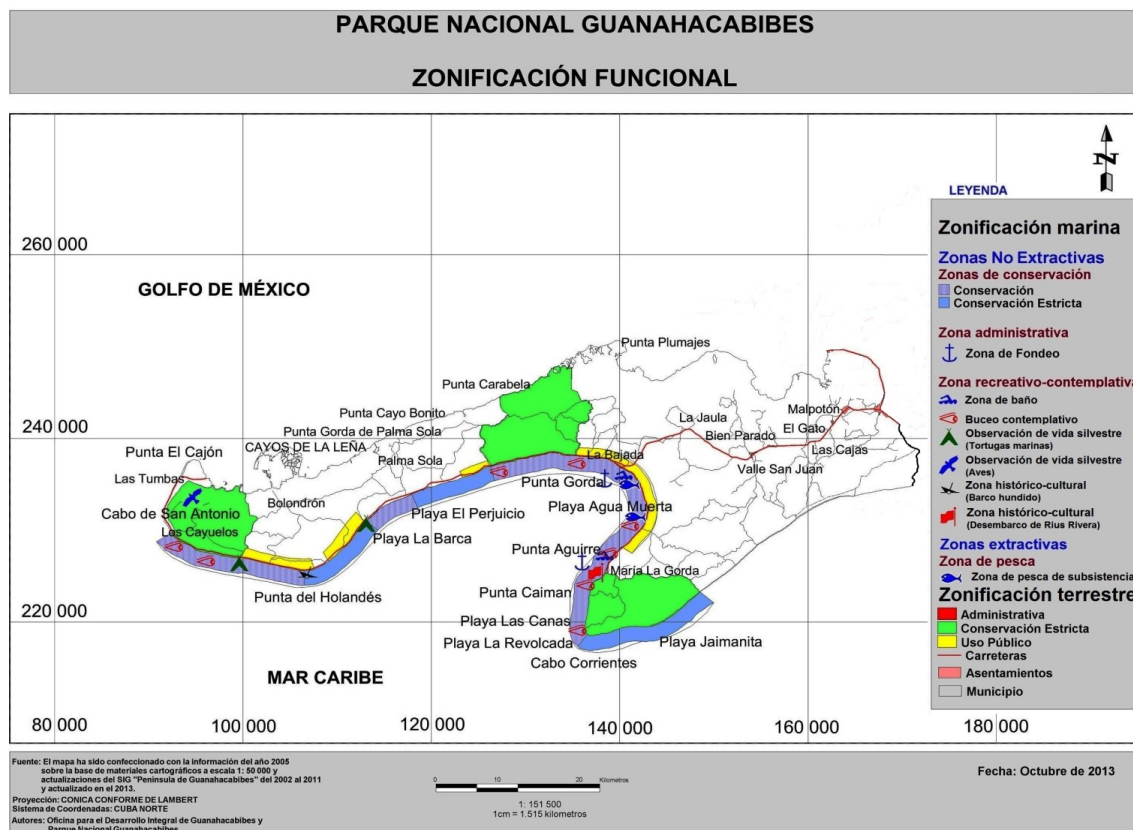 PARQUE NACIONAL GUANAHACABIBES
ZONIFICACIÓN FUNCIONAL
N
260 000
240 000
220 000
80 000
100 000
120 000
140 000
160 000
180 000
GOLFO DE MÉXICO
MAR CARIBE
Punta Plumajes
Punta Carabela
Punta Cayo Bonito
Punta Gorda de Palma Sola
CAYOS DE LA LEÑA
Palma Sola
Punta El Cajón
Las Tumbas
Bolondrón
Cabo de San Antonio
Los Cayuelos
Punta del Holandés
Playa La Barca
Playa El Perjuicio
La Bajada
Punta Gorda
Playa Agua Muerta
Punta Aguirre
María La Gorda
Punta Caiman
Playa Las Canas
Playa La Revolcada
Cabo Corrientes
Playa Jaimanita
La Jaula
Bien Parado
Malpotón
El Gato
Las Cajas
Valle San Juan
LEYENDA
Zonificación marina
Zonas No Extractivas
Zonas de conservación
Conservación
Conservación Estricta
Zona administrativa
Zona de Fondeo
Zona recreativo-contemplativa
Zona de baño
Buceo contemplativo
Observación de vida silvestre
(Tortugas marinas)
Observación de vida silvestre
(Aves)
Zona histórico-cultural
(Barco hundido)
Zona histórico-cultural
(Desembarco de Rius Rivera)
Zonas extractivas
Zona de pesca
Zona de pesca de subsistencia
Zonificación terrestre
Administrativa
Conservación Estricta
Uso Público
Carreteras
Asentamientos
Municipio
Fuente: El mapa ha sido confeccionado con la información del año 2005
sobre la base de materiales cartográficos a escala 1: 50 000 y
actualizaciones del SIG "Península de Guanahacabibes" del 2002 al 2011
y actualizado en el 2013.
Proyección: CONICA CONFORME DE LAMBERT
Sistema de Coordenadas: CUBA NORTE
Autores: Oficina para el Desarrollo Integral de Guanahacabibes y
Parque Nacional Guanahacabibes
0 10 20 Kilometros
1: 151 500
1cm = 1.515 kilometros
Fecha: Octubre de 2013